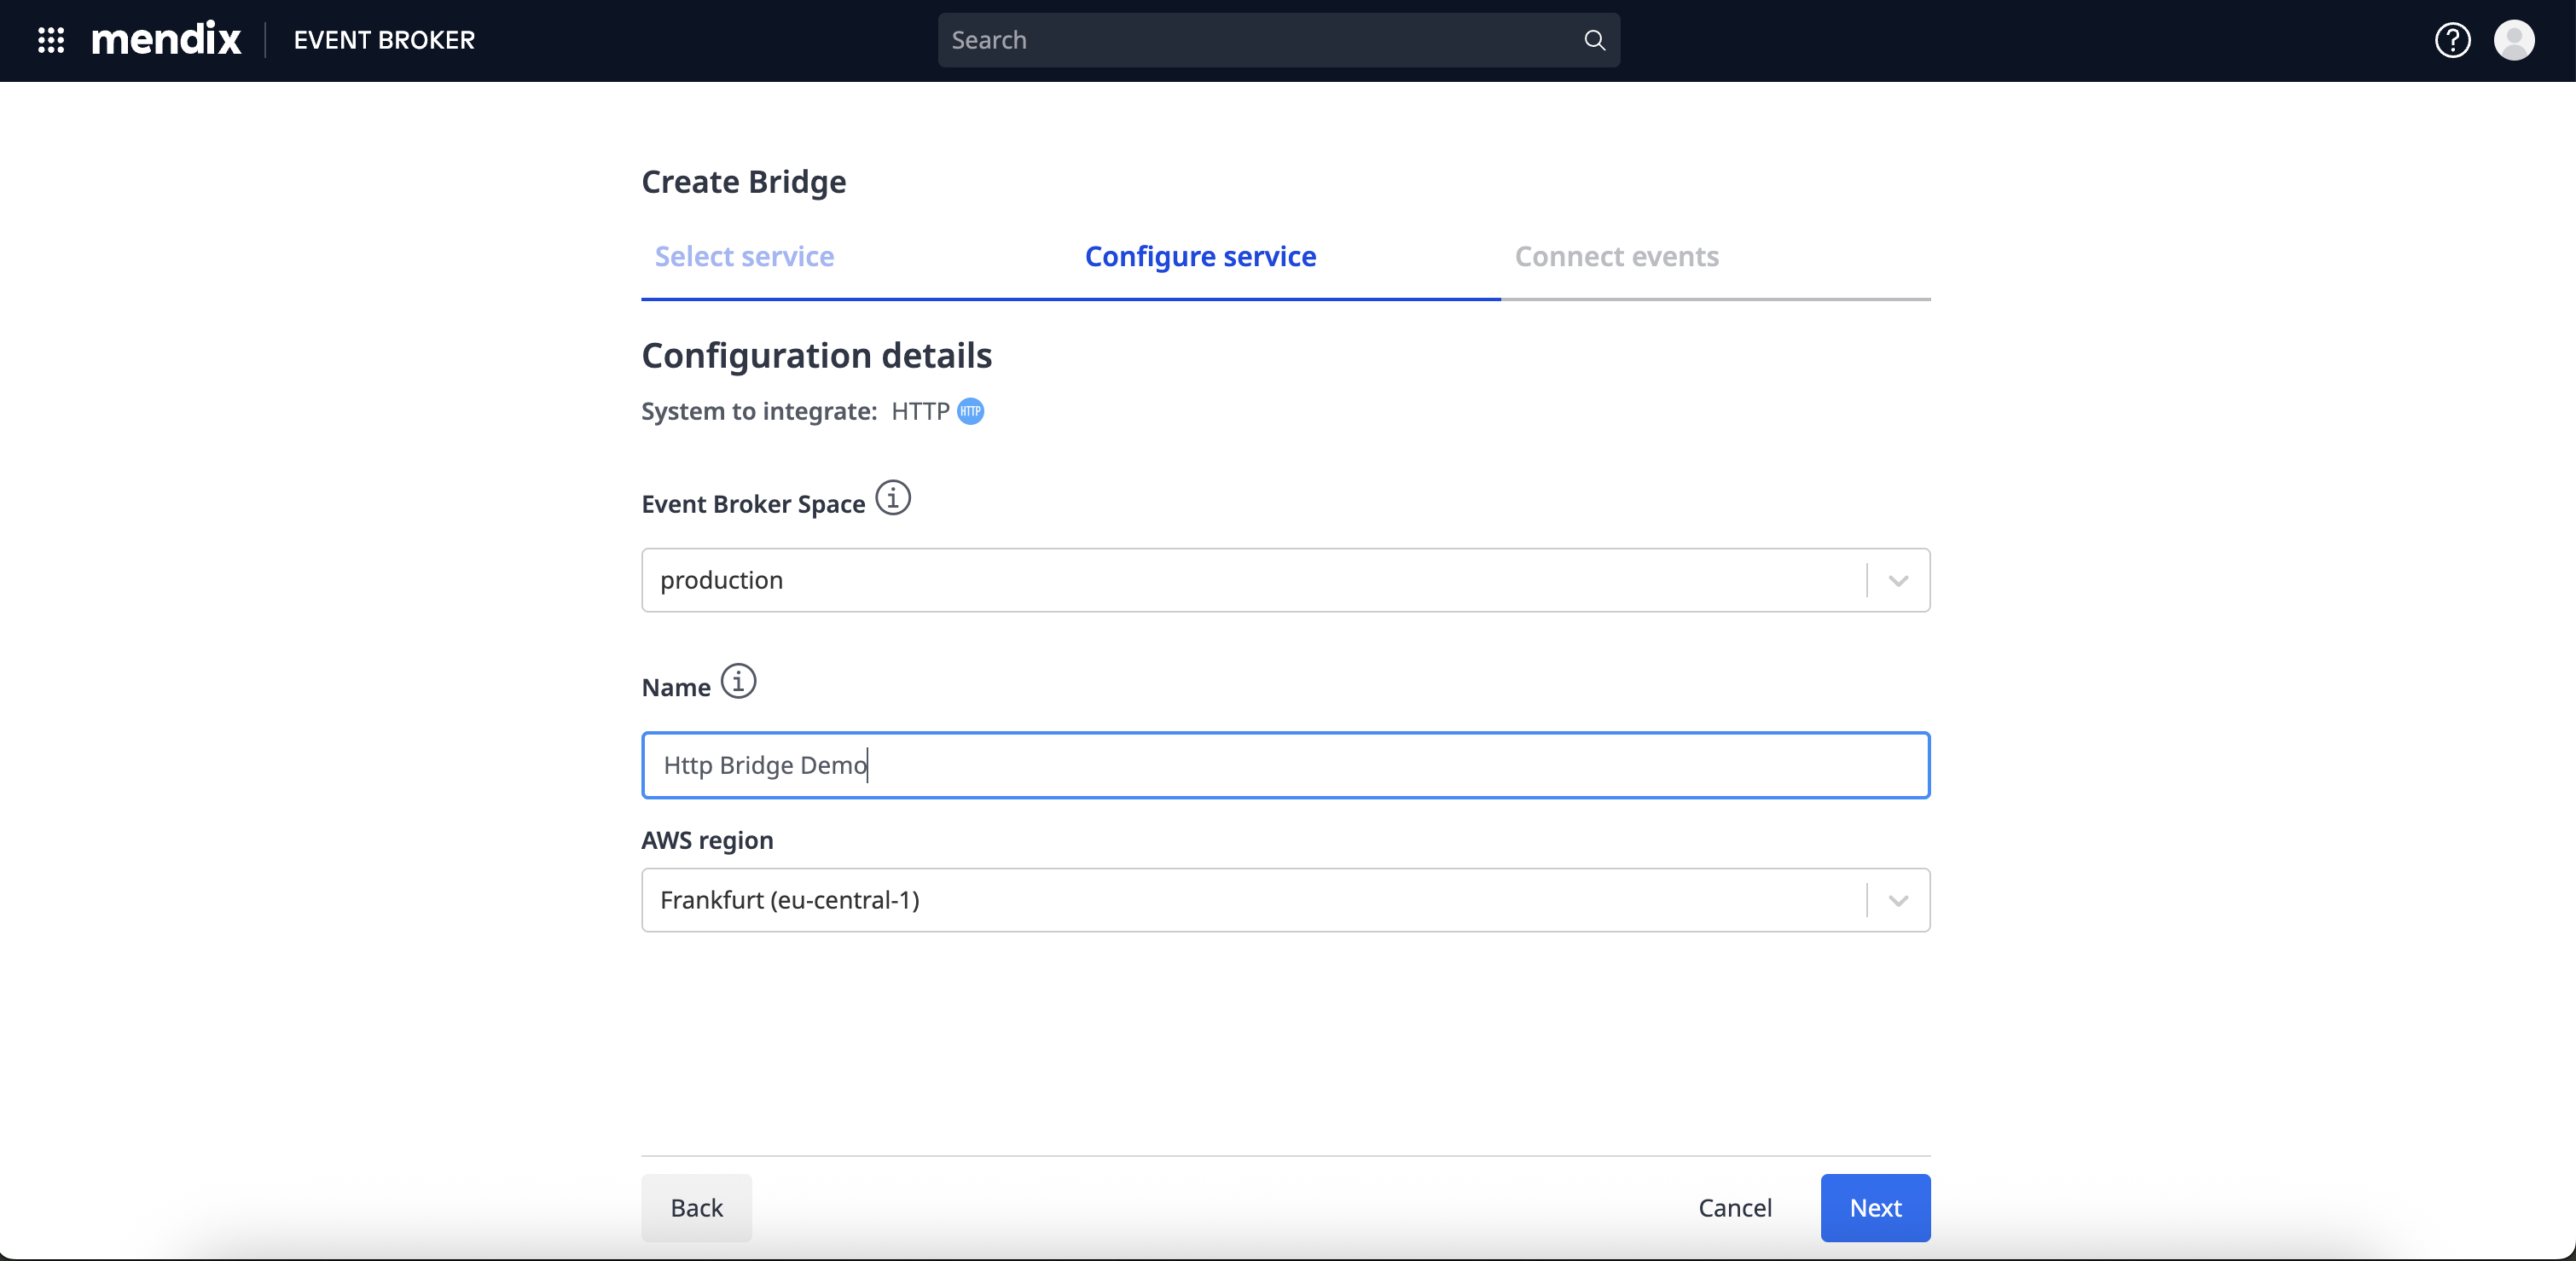 mendix EVENT BROKER Search
Create Bridge
Select service Configure service Connect events
Configuration details
System to integrate: HTTP HTTP
Event Broker Space
production
Name
Http Bridge Demo
AWS region
Frankfurt (eu-central-1)
Back Cancel Next